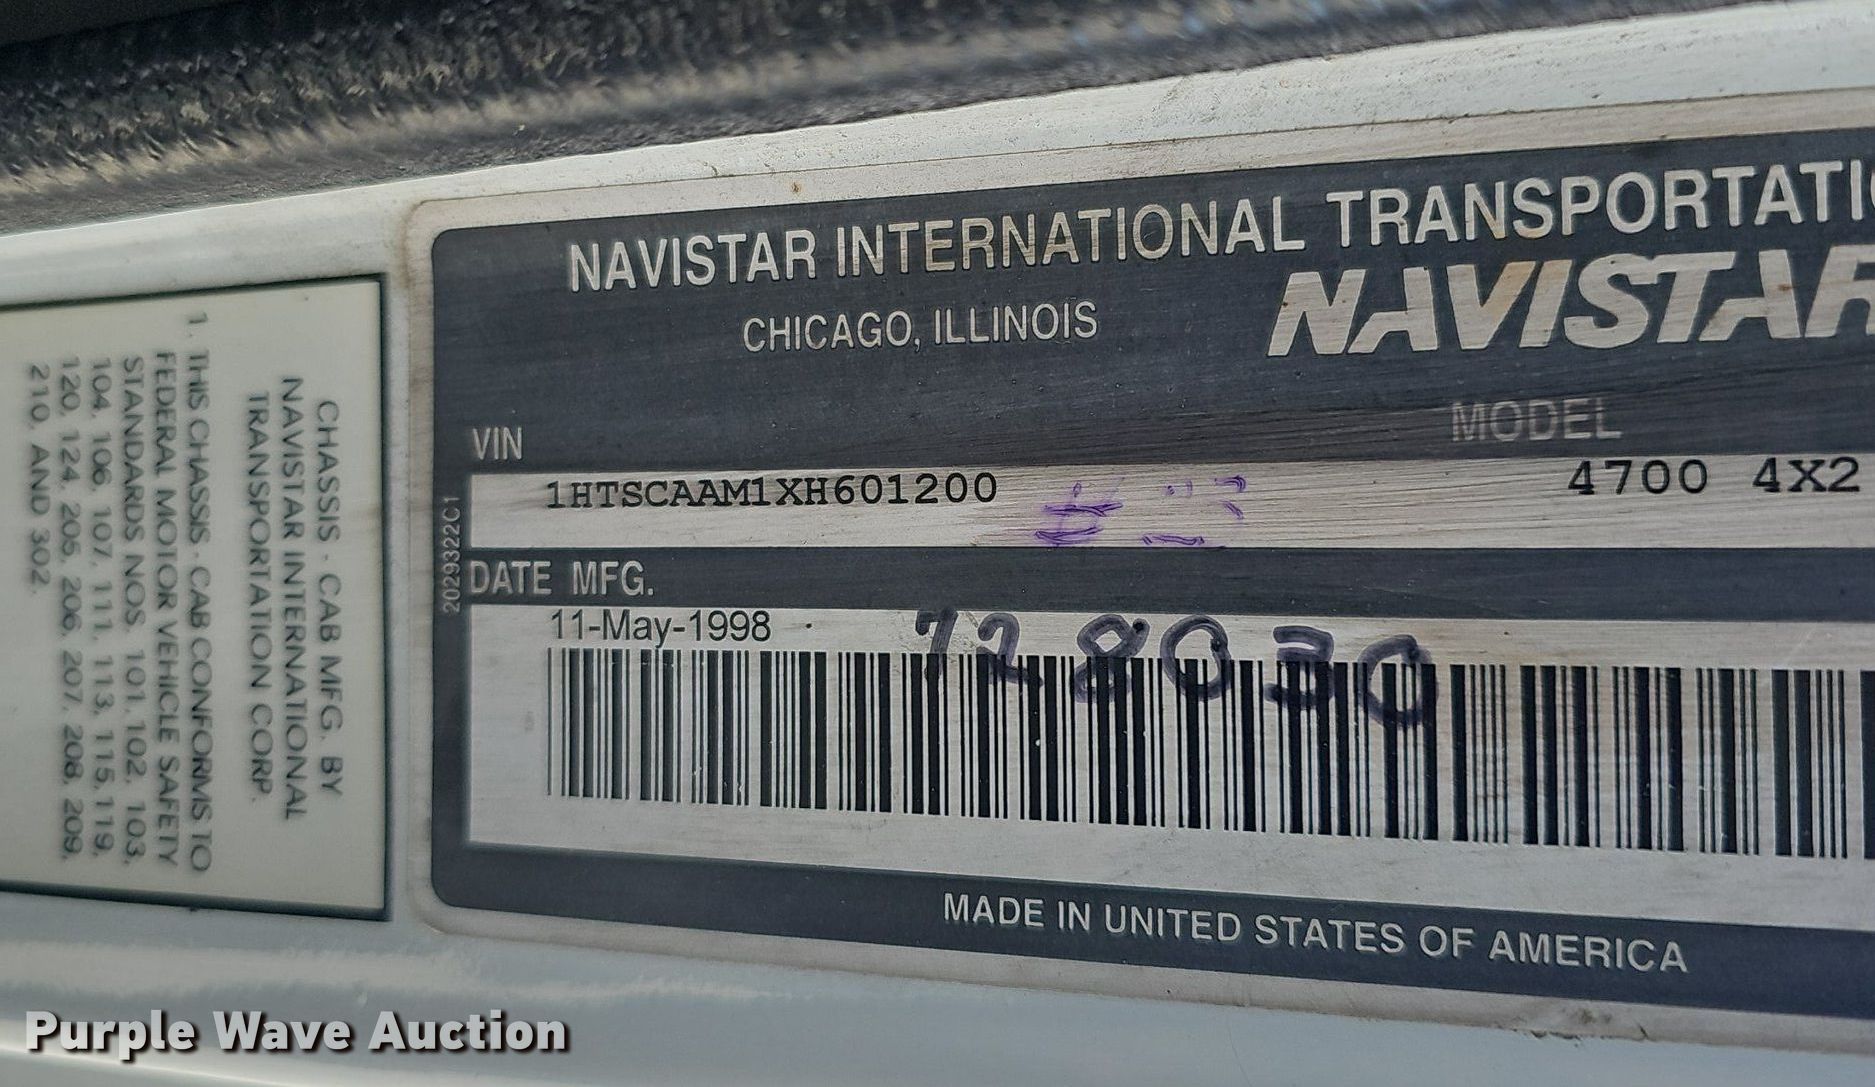 NAVISTAR INTERNATIONAL TRANSPORTATI
CHICAGO, ILLINOIS
NAVISTAR
VIN
MODEL
1HTSCAAM1XH601200
4700 4X2
DATE MFG.
11-May-1998
728030
2029322C1
MADE IN UNITED STATES OF AMERICA
CHASSIS - CAB MFG. BY
NAVISTAR INTERNATIONAL
TRANSPORTATION CORP.
1. THIS CHASSIS - CAB CONFORMS TO
FEDERAL MOTOR VEHICLE SAFETY
STANDARDS NOS. 101, 102, 103,
104, 106, 107, 111, 113, 115, 119,
120, 124, 205, 206, 207, 208, 209,
210, AND 302.
Purple Wave Auction